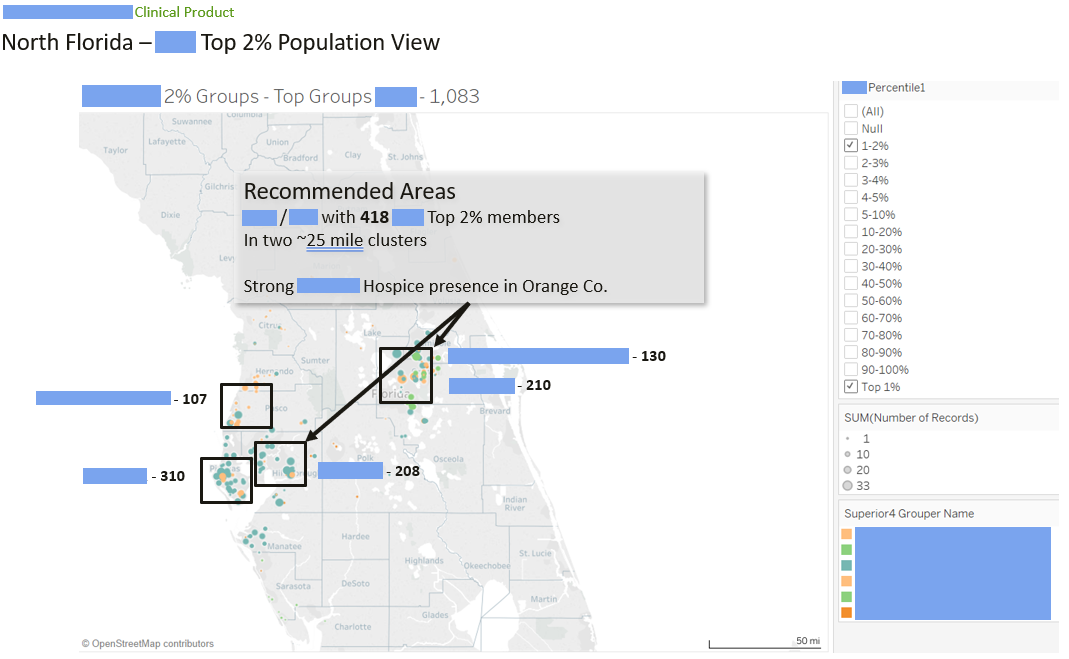 Clinical Product
North Florida – Top 2% Population View
2% Groups - Top Groups - 1,083
Columbia
Suwannee
Taylor
Lafayette
Union
Bradford
Clay
St. Johns
Gilchrist
Dixie
Levy
Recommended Areas
/ with 418 Top 2% members
In two ~25 mile clusters
Strong Hospice presence in Orange Co.
Citrus
Lake
Sumter
Hernando
- 130
Florida
- 210
- 107
Pasco
Brevard
Polk
Osceola
Pinellas
Hillsborough
- 208
- 310
Indian
River
Hardee
Manatee
Highlands
St. Lucie
Okeechobee
Sarasota
DeSoto
Martin
Glades
Charlotte
© OpenStreetMap contributors
50 mi
Percentile1
(All)
Null
1-2%
2-3%
3-4%
4-5%
5-10%
10-20%
20-30%
30-40%
40-50%
50-60%
60-70%
70-80%
80-90%
90-100%
Top 1%
SUM(Number of Records)
1
10
20
33
Superior4 Grouper Name